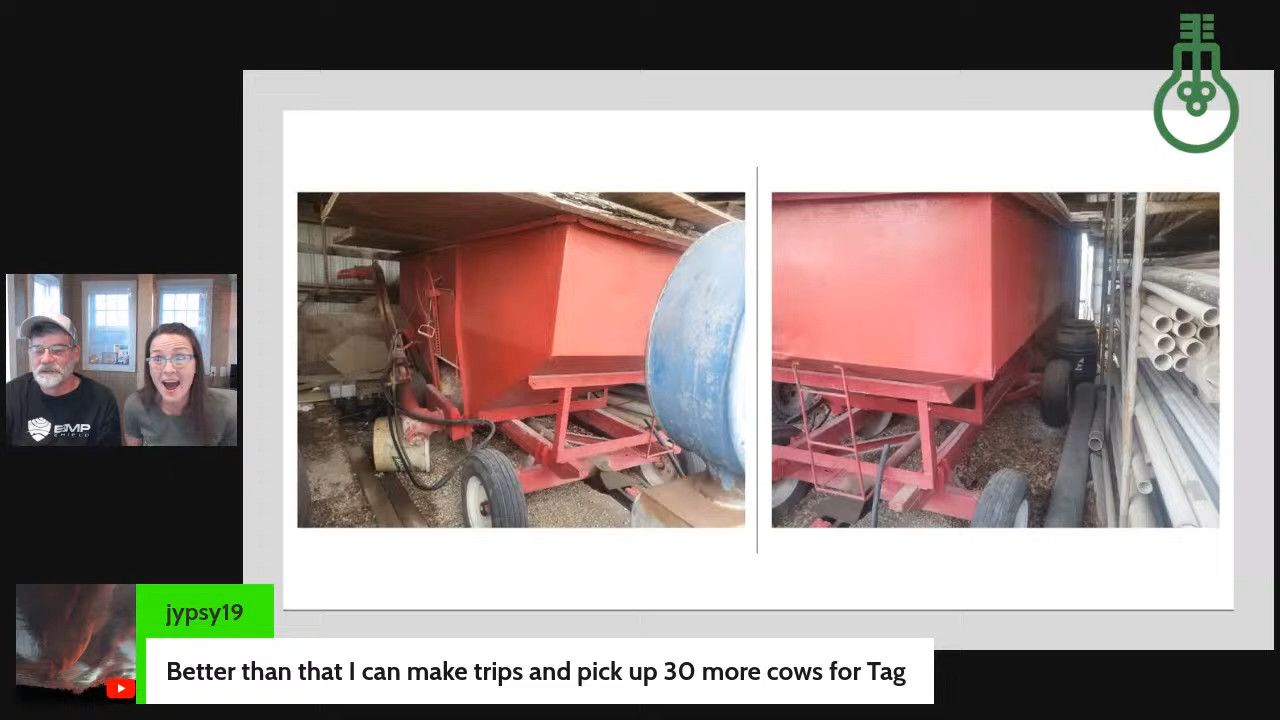 EMP
SHIELD
jypsy19
Better than that I can make trips and pick up 30 more cows for Tag